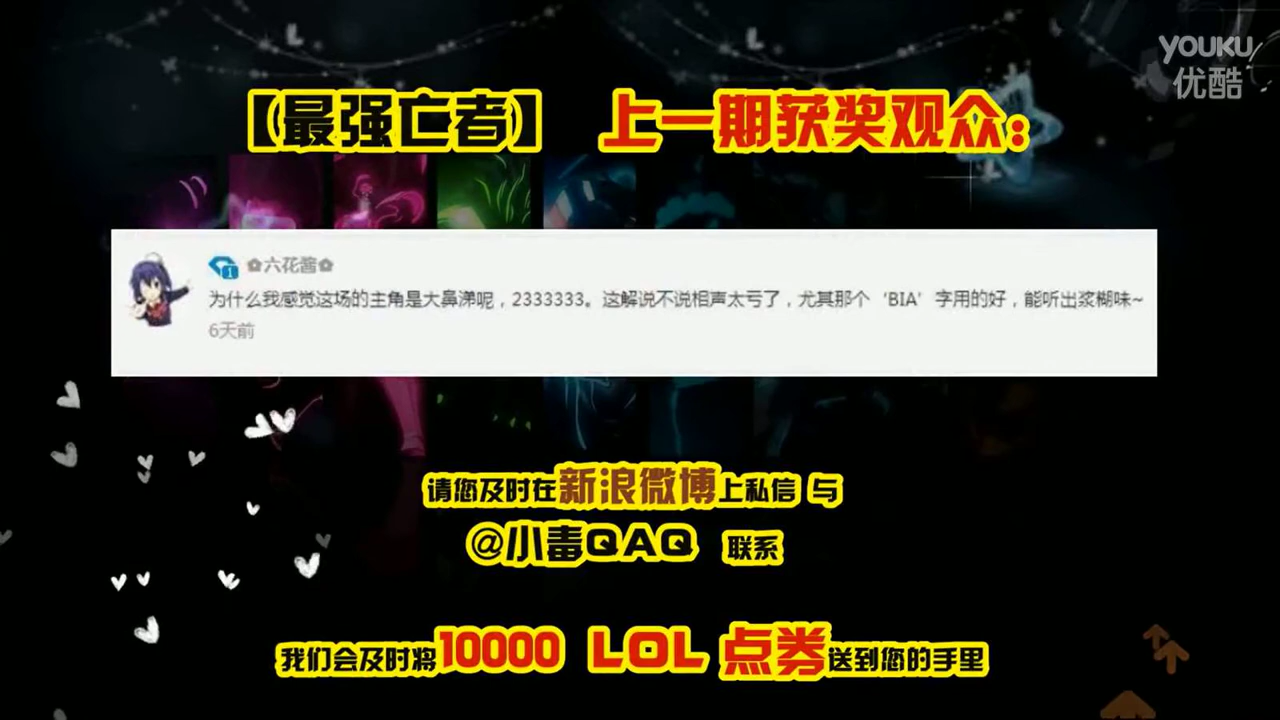 YOUKU
优酷
【最强亡者】 上一期获奖观众：
1 ✿六花酱✿
为什么我感觉这场的主角是大鼻涕呢，2333333。这解说不说相声太亏了，尤其那个‘BIA’字用的好，能听出浆糊味~
6天前
请您及时在新浪微博上私信 与
@小毒QAQ 联系
我们会及时将10000 LOL 点券送到您的手里